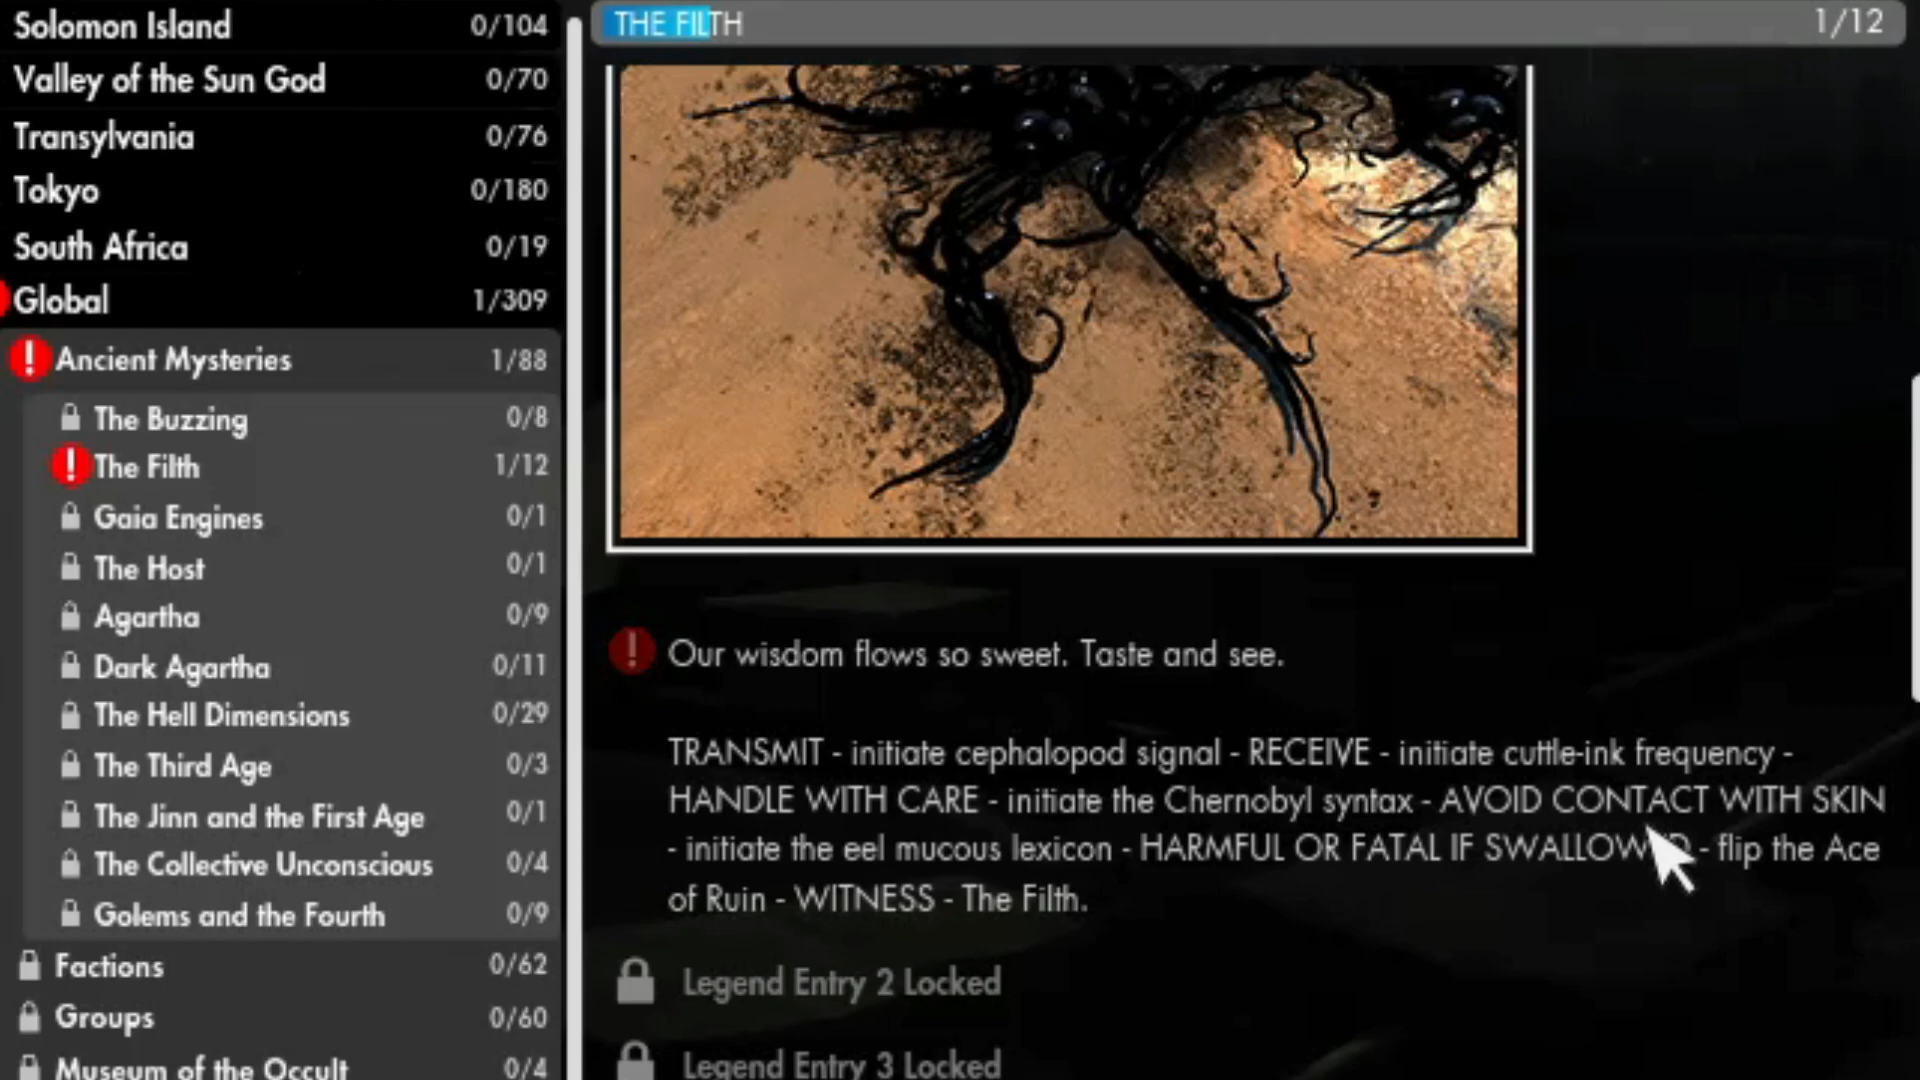 Solomon Island 0/104
Valley of the Sun God 0/70
Transylvania 0/76
Tokyo 0/180
South Africa 0/19
Global 1/309
Ancient Mysteries 1/88
The Buzzing 0/8
The Filth 1/12
Gaia Engines 0/1
The Host 0/1
Agartha 0/9
Dark Agartha 0/11
The Hell Dimensions 0/29
The Third Age 0/3
The Jinn and the First Age 0/1
The Collective Unconscious 0/4
Golems and the Fourth 0/9
Factions 0/62
Groups 0/60
Museum of the Occult 0/4
THE FILTH 1/12
Our wisdom flows so sweet. Taste and see.
TRANSMIT - initiate cephalopod signal - RECEIVE - initiate cuttle-ink frequency -
HANDLE WITH CARE - initiate the Chernobyl syntax - AVOID CONTACT WITH SKIN
- initiate the eel mucous lexicon - HARMFUL OR FATAL IF SWALLOWED - flip the Ace
of Ruin - WITNESS - The Filth.
Legend Entry 2 Locked
Legend Entry 3 Locked